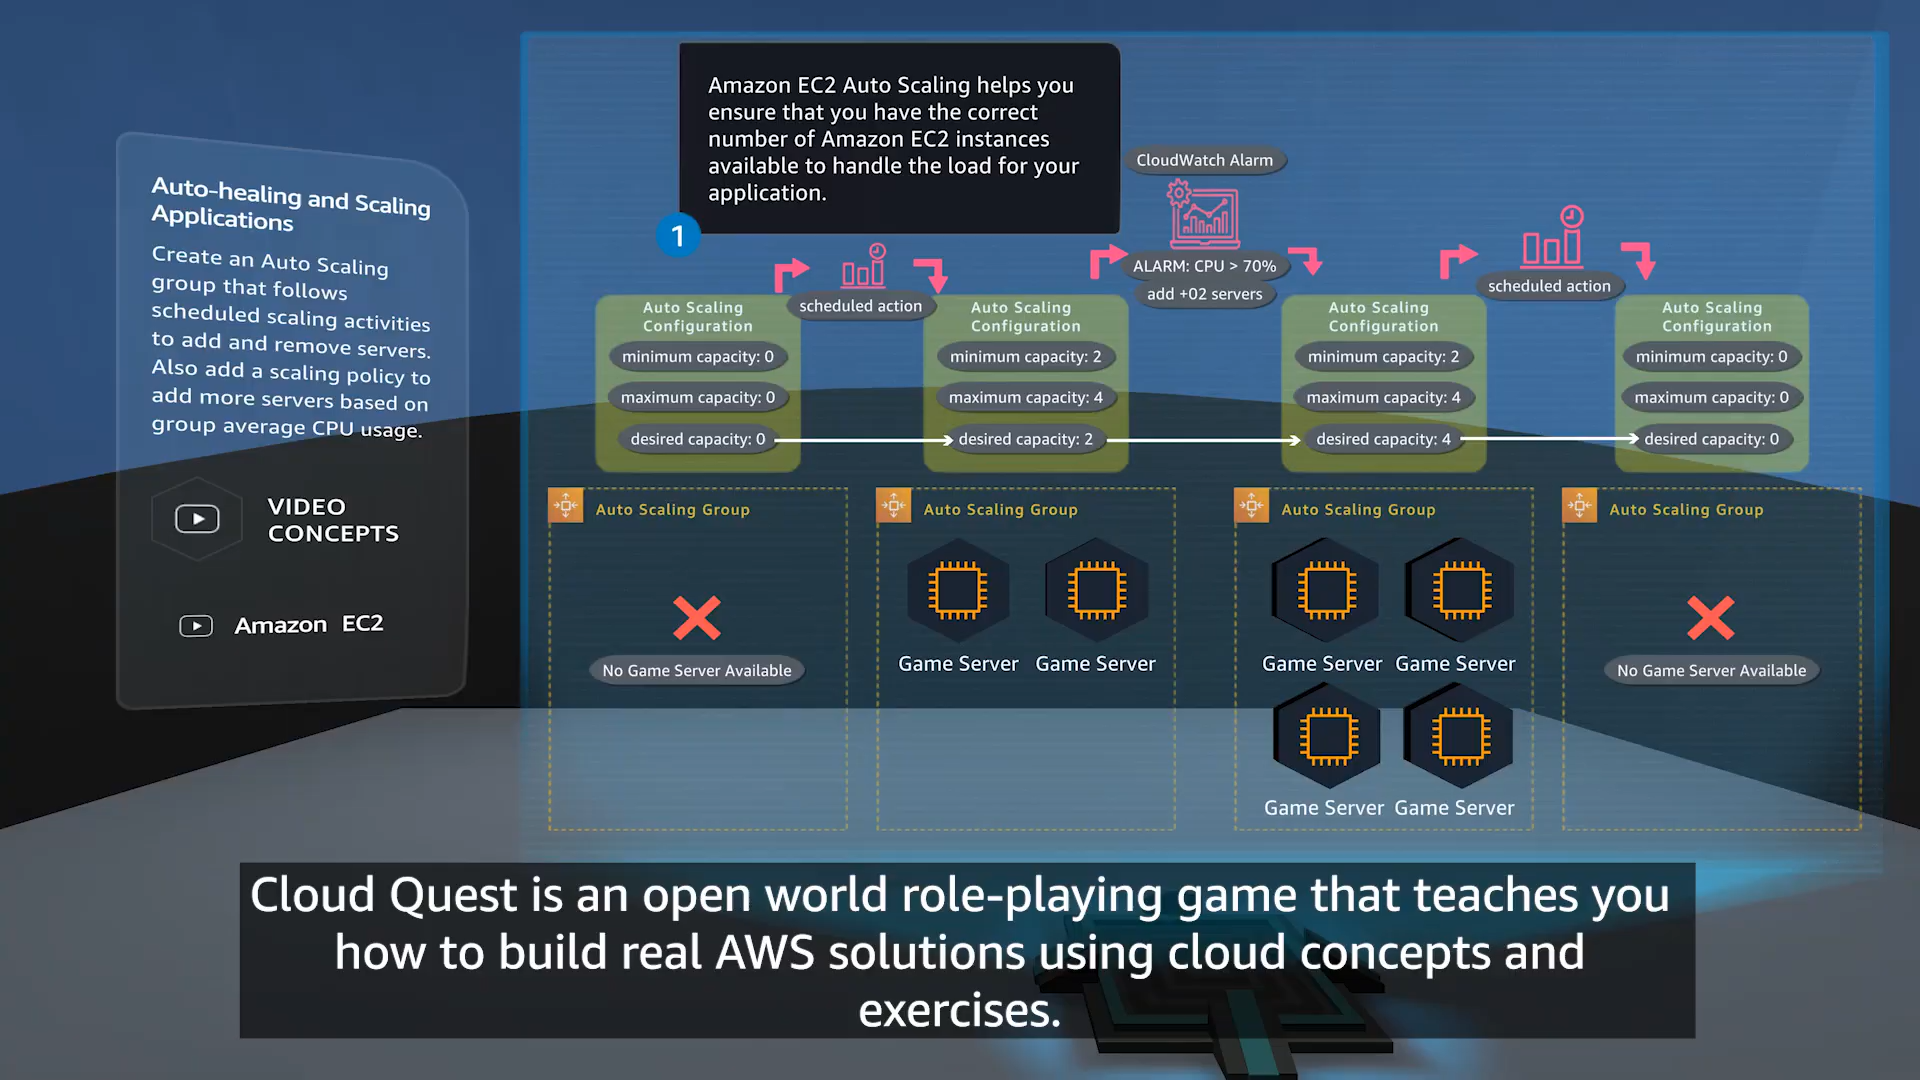 Auto-healing and Scaling
Applications
Create an Auto Scaling
group that follows
scheduled scaling activities
to add and remove servers.
Also add a scaling policy to
add more servers based on
group average CPU usage.
VIDEO
CONCEPTS
Amazon EC2
Amazon EC2 Auto Scaling helps you
ensure that you have the correct
number of Amazon EC2 instances
available to handle the load for your
application.
1
scheduled action
CloudWatch Alarm
ALARM: CPU > 70%
add +02 servers
scheduled action
Auto Scaling
Configuration
minimum capacity: 0
maximum capacity: 0
desired capacity: 0
Auto Scaling
Configuration
minimum capacity: 2
maximum capacity: 4
desired capacity: 2
Auto Scaling
Configuration
minimum capacity: 2
maximum capacity: 4
desired capacity: 4
Auto Scaling
Configuration
minimum capacity: 0
maximum capacity: 0
desired capacity: 0
Auto Scaling Group
No Game Server Available
Auto Scaling Group
Game Server Game Server
Auto Scaling Group
Game Server Game Server
Game Server Game Server
Auto Scaling Group
No Game Server Available
Cloud Quest is an open world role-playing game that teaches you
how to build real AWS solutions using cloud concepts and
exercises.